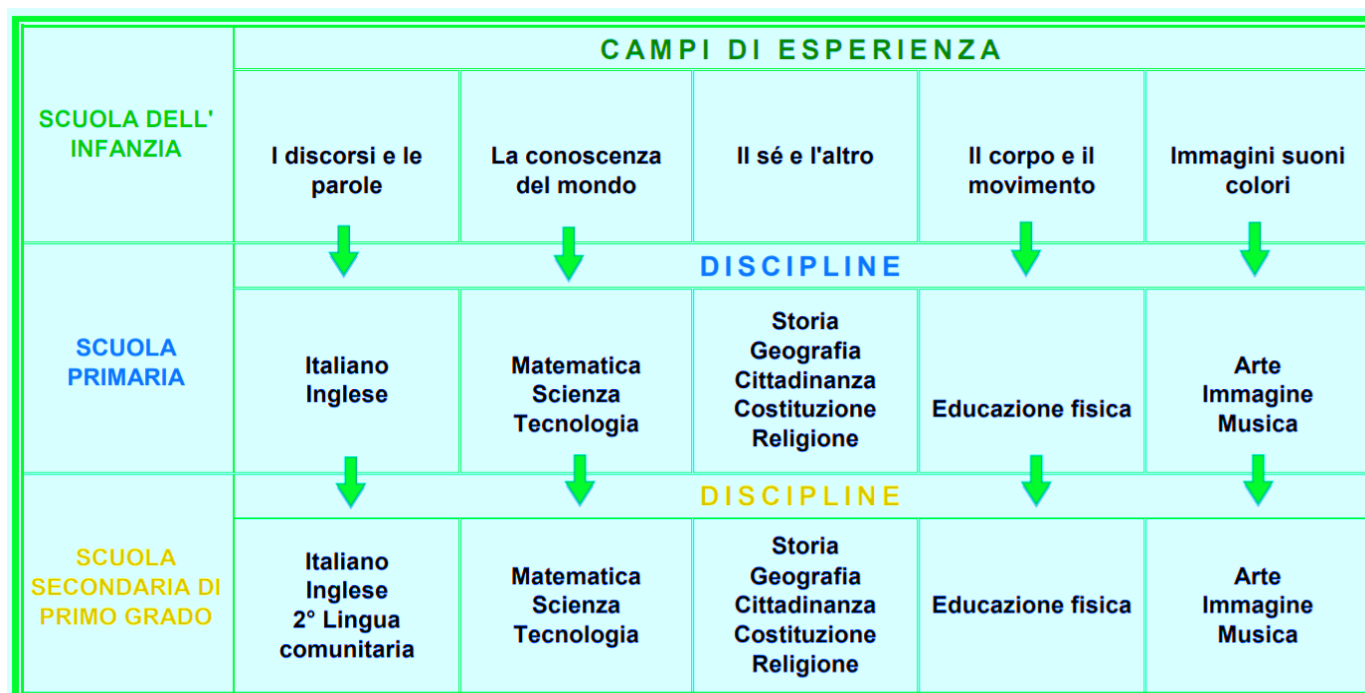 CAMPI DI ESPERIENZA
SCUOLA DELL'
INFANZIA
I discorsi e le
parole
La conoscenza
del mondo
Il sé e l'altro
Il corpo e il
movimento
Immagini suoni
colori
DISCIPLINE
SCUOLA
PRIMARIA
Italiano
Inglese
Matematica
Scienza
Tecnologia
Storia
Geografia
Cittadinanza
Costituzione
Religione
Educazione fisica
Arte
Immagine
Musica
DISCIPLINE
SCUOLA
SECONDARIA DI
PRIMO GRADO
Italiano
Inglese
2° Lingua
comunitaria
Matematica
Scienza
Tecnologia
Storia
Geografia
Cittadinanza
Costituzione
Religione
Educazione fisica
Arte
Immagine
Musica